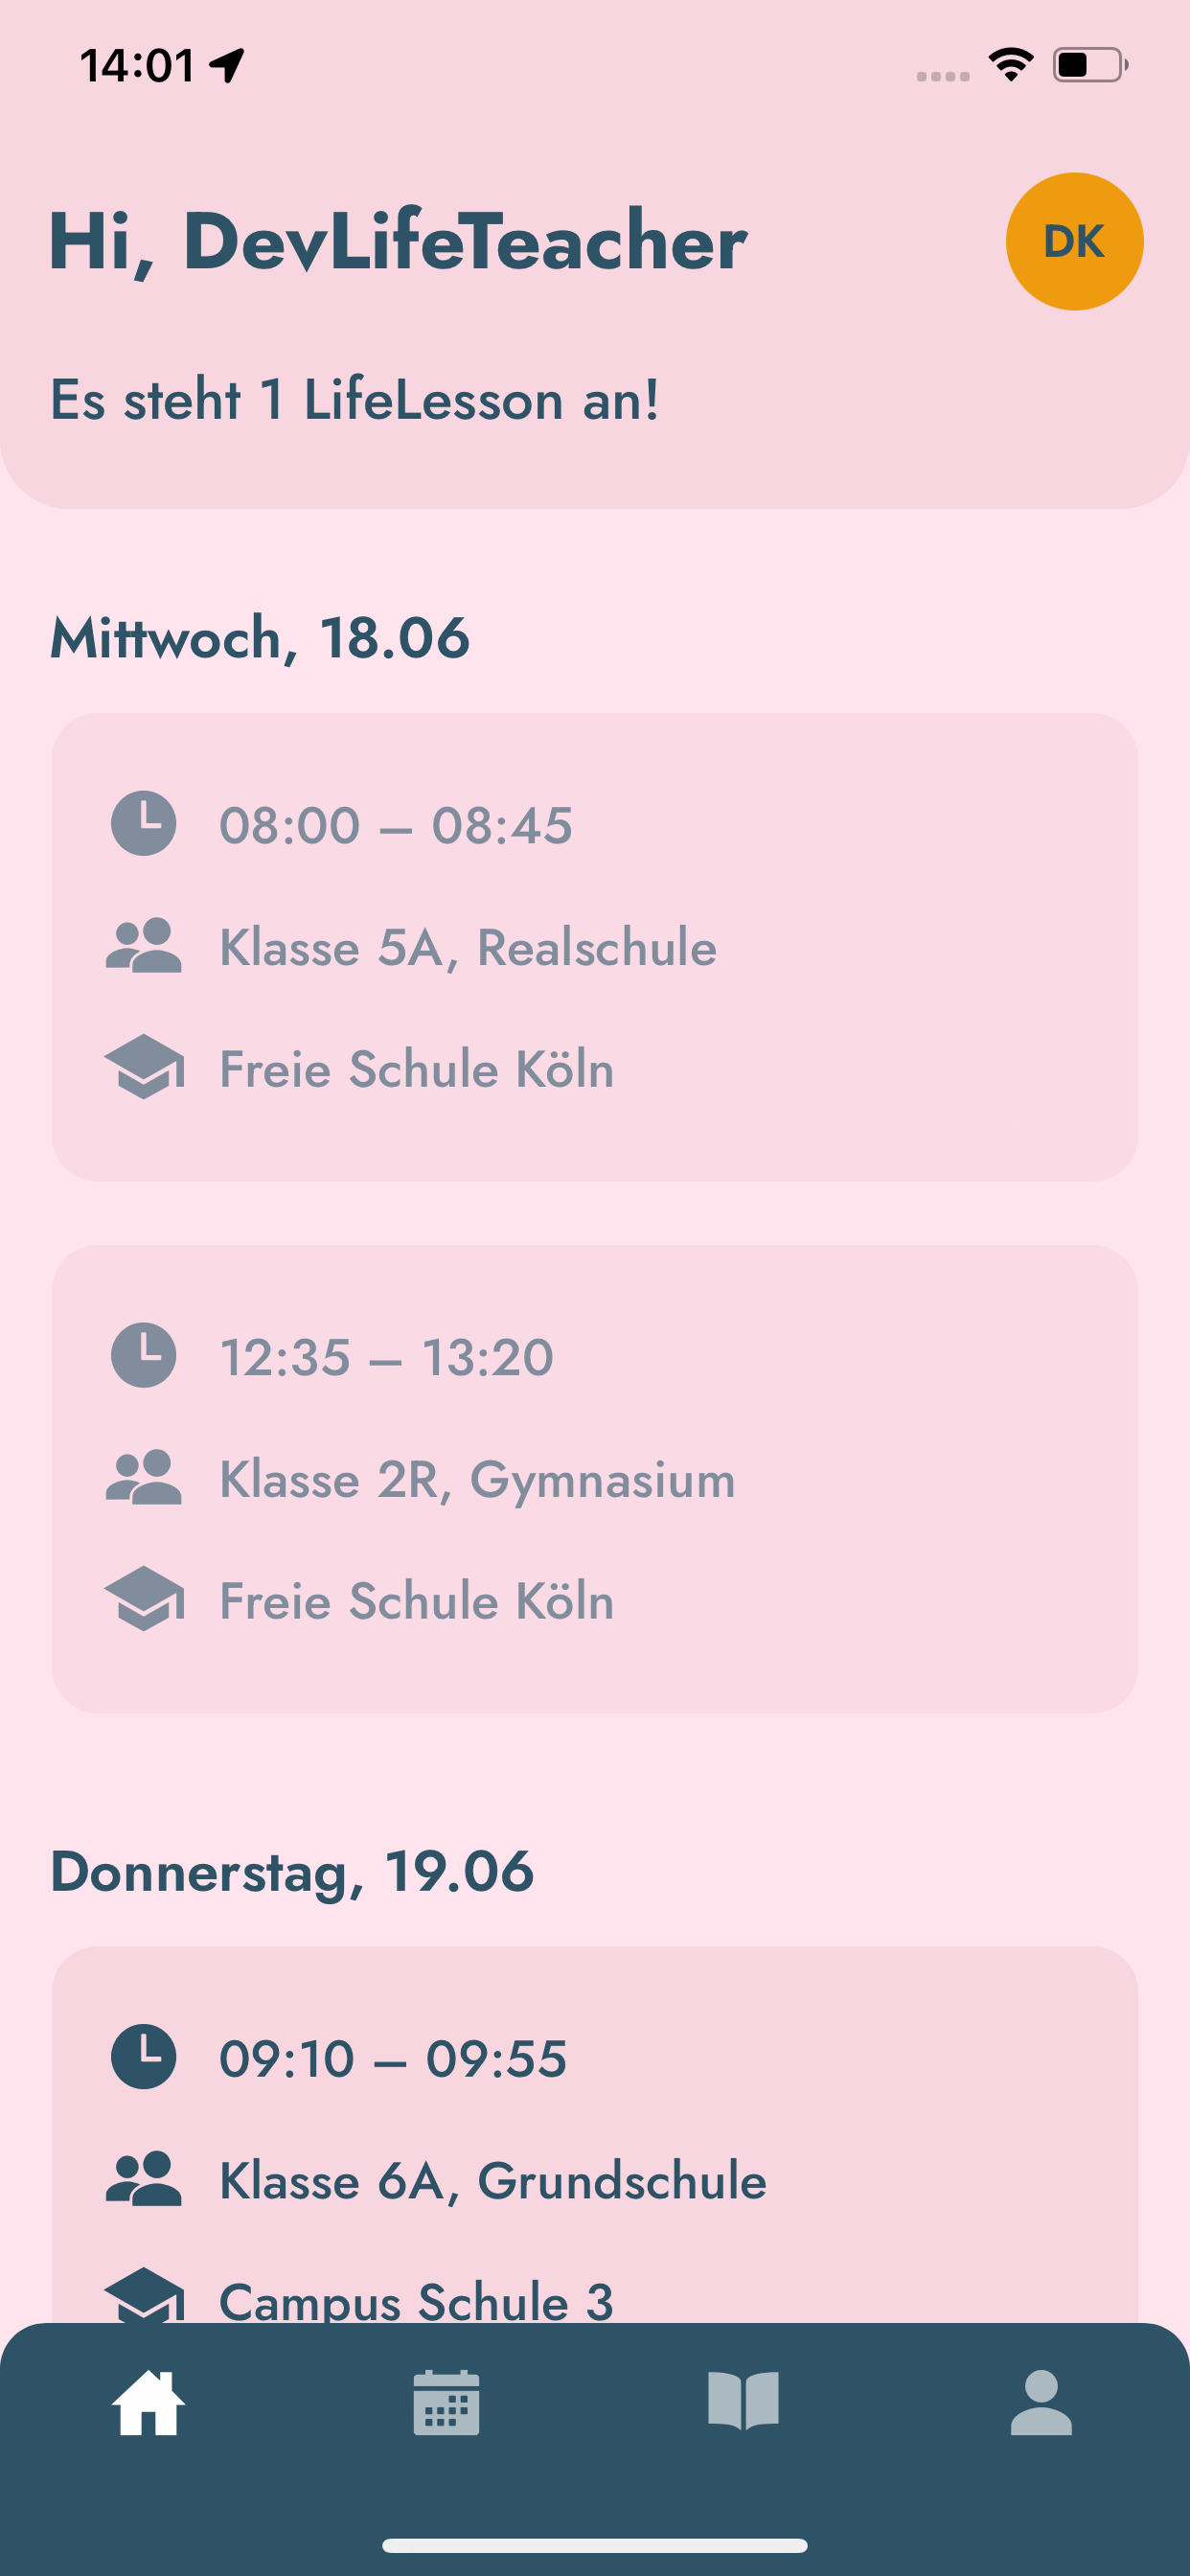 14:01
Hi, DevLifeTeacher
DK
Es steht 1 LifeLesson an!
Mittwoch, 18.06
08:00 – 08:45
Klasse 5A, Realschule
Freie Schule Köln
12:35 – 13:20
Klasse 2R, Gymnasium
Freie Schule Köln
Donnerstag, 19.06
09:10 – 09:55
Klasse 6A, Grundschule
Campus Schule 3